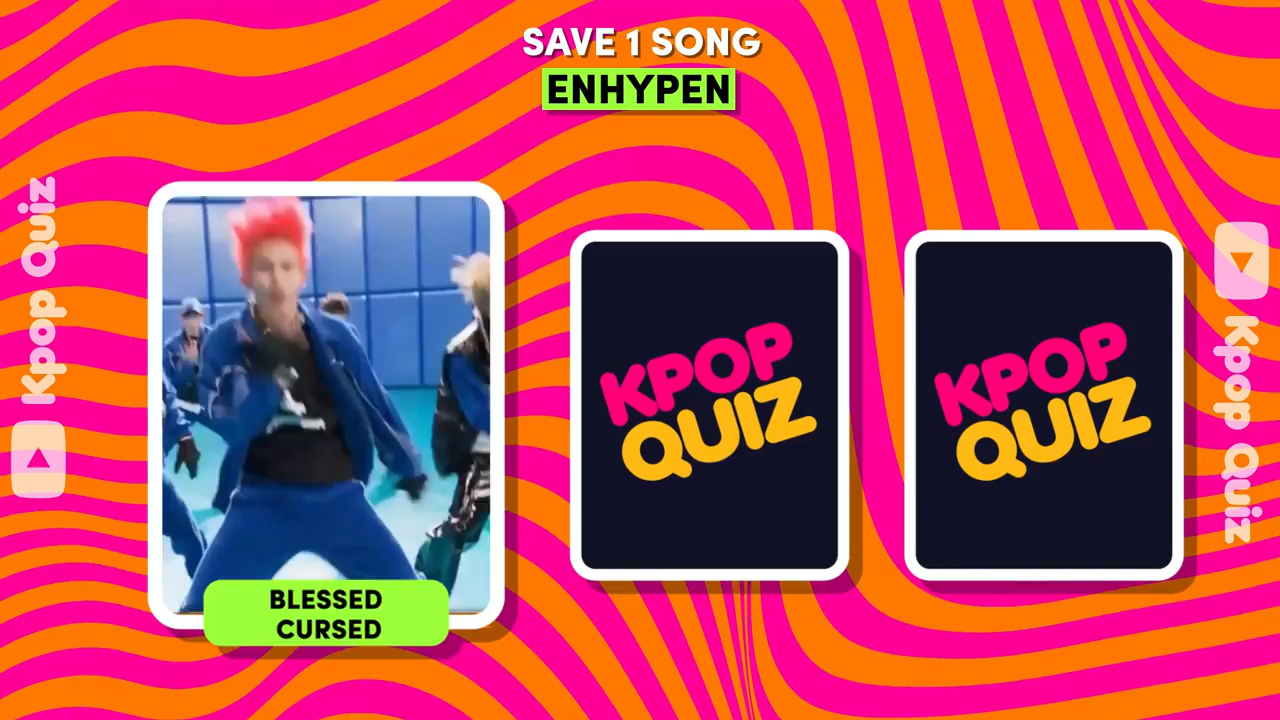 SAVE 1 SONG
ENHYPEN
Kpop Quiz
BLESSED
CURSED
KPOP
QUIZ
KPOP
QUIZ
Kpop Quiz